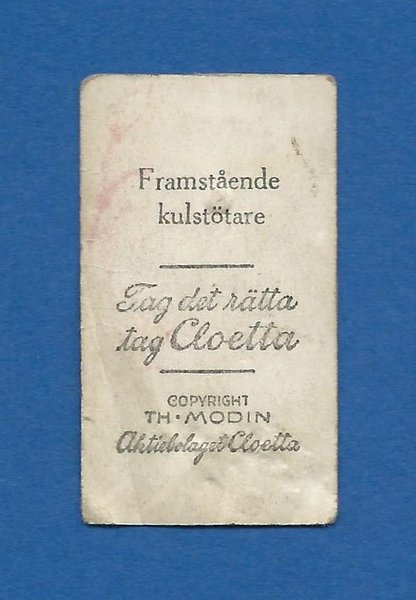 Framstående
kulstötare
Tag det rätta
tag Cloetta
COPYRIGHT
TH·MODIN
Aktiebolaget Cloetta